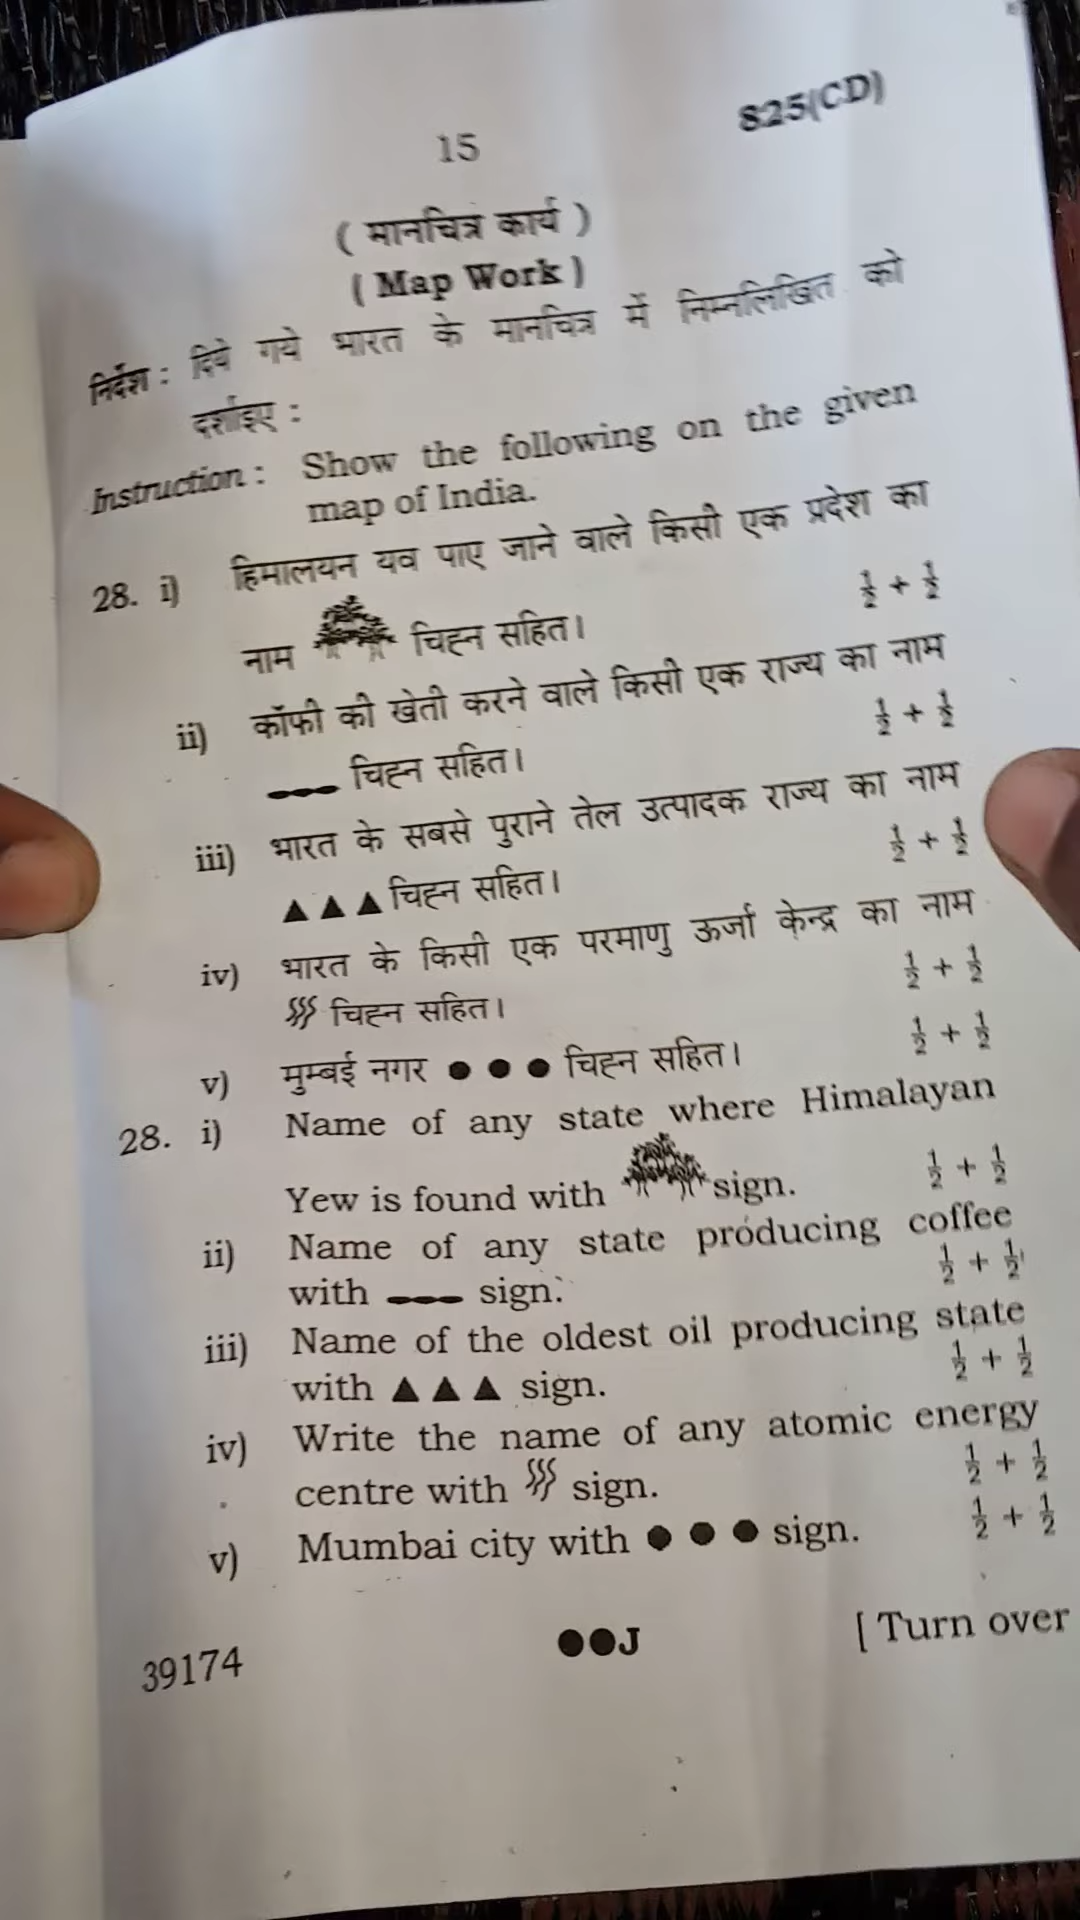 825(CD)
15
( मानचित्र कार्य )
( Map Work )
निर्देश : दिये गये भारत के मानचित्र में निम्नलिखित को
दर्शाइए :
Instruction : Show the following on the given
map of India.
28. i) हिमालयन यव पाए जाने वाले किसी एक प्रदेश का
नाम चिह्न सहित। ½ + ½
ii) कॉफी की खेती करने वाले किसी एक राज्य का नाम
चिह्न सहित। ½ + ½
iii) भारत के सबसे पुराने तेल उत्पादक राज्य का नाम
▲ ▲ ▲ चिह्न सहित। ½ + ½
iv) भारत के किसी एक परमाणु ऊर्जा केन्द्र का नाम
चिह्न सहित। ½ + ½
v) मुम्बई नगर ● ● ● चिह्न सहित। ½ + ½
28. i) Name of any state where Himalayan
Yew is found with sign. ½ + ½
ii) Name of any state producing coffee
with sign. ½ + ½
iii) Name of the oldest oil producing state
with ▲ ▲ ▲ sign. ½ + ½
iv) Write the name of any atomic energy
centre with sign. ½ + ½
v) Mumbai city with ● ● ● sign. ½ + ½
39174 ●●J [ Turn over